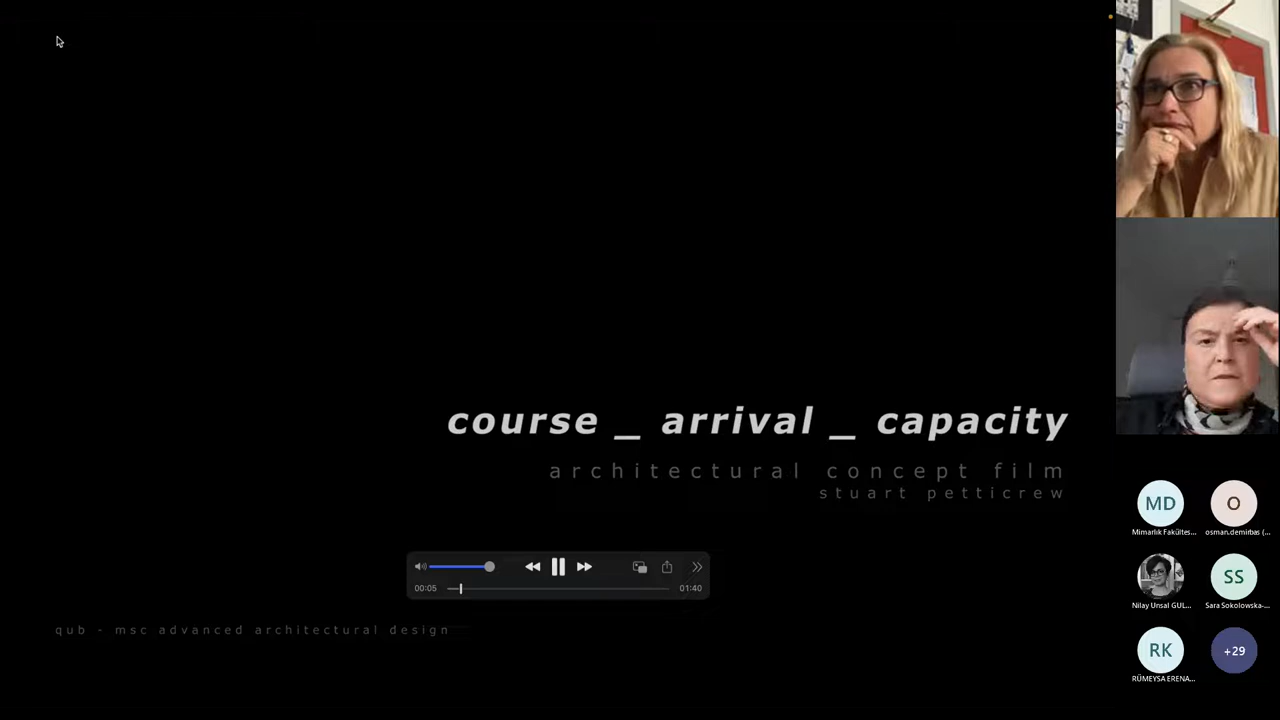 course _ arrival _ capacity
architectural concept film
stuart petticrew
00:05
01:40
qub - msc advanced architectural design
MD
O
Mimarlık Fakültes...
osman.demirbas (...
SS
Nilay Unsal GUL...
Sara Sokolowska-...
RK
+29
RÜMEYSA ERENA...